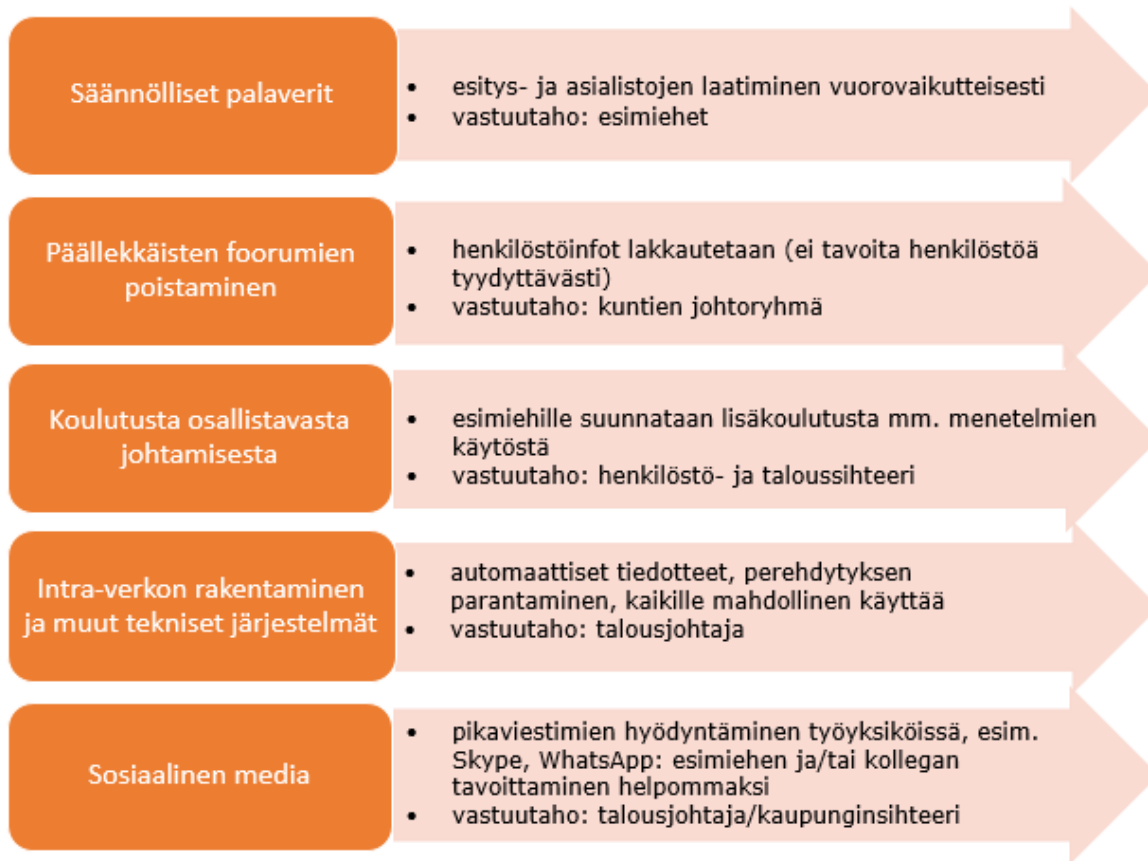 Säännölliset palaverit
• esitys- ja asialistojen laatiminen vuorovaikutteisesti
• vastuutaho: esimiehet
Päällekkäisten foorumien
poistaminen
• henkilöstöinfot lakkautetaan (ei tavoita henkilöstöä
tyydyttävästi)
• vastuutaho: kuntien johtoryhmä
Koulutusta osallistavasta
johtamisesta
• esimiehille suunnataan lisäkoulutusta mm. menetelmien
käytöstä
• vastuutaho: henkilöstö- ja taloussihteeri
Intra-verkon rakentaminen
ja muut tekniset järjestelmät
• automaattiset tiedotteet, perehdytyksen
parantaminen, kaikille mahdollinen käyttää
• vastuutaho: talousjohtaja
Sosiaalinen media
• pikaviestimien hyödyntäminen työyksiköissä, esim.
Skype, WhatsApp: esimiehen ja/tai kollegan
tavoittaminen helpommaksi
• vastuutaho: talousjohtaja/kaupunginsihteeri